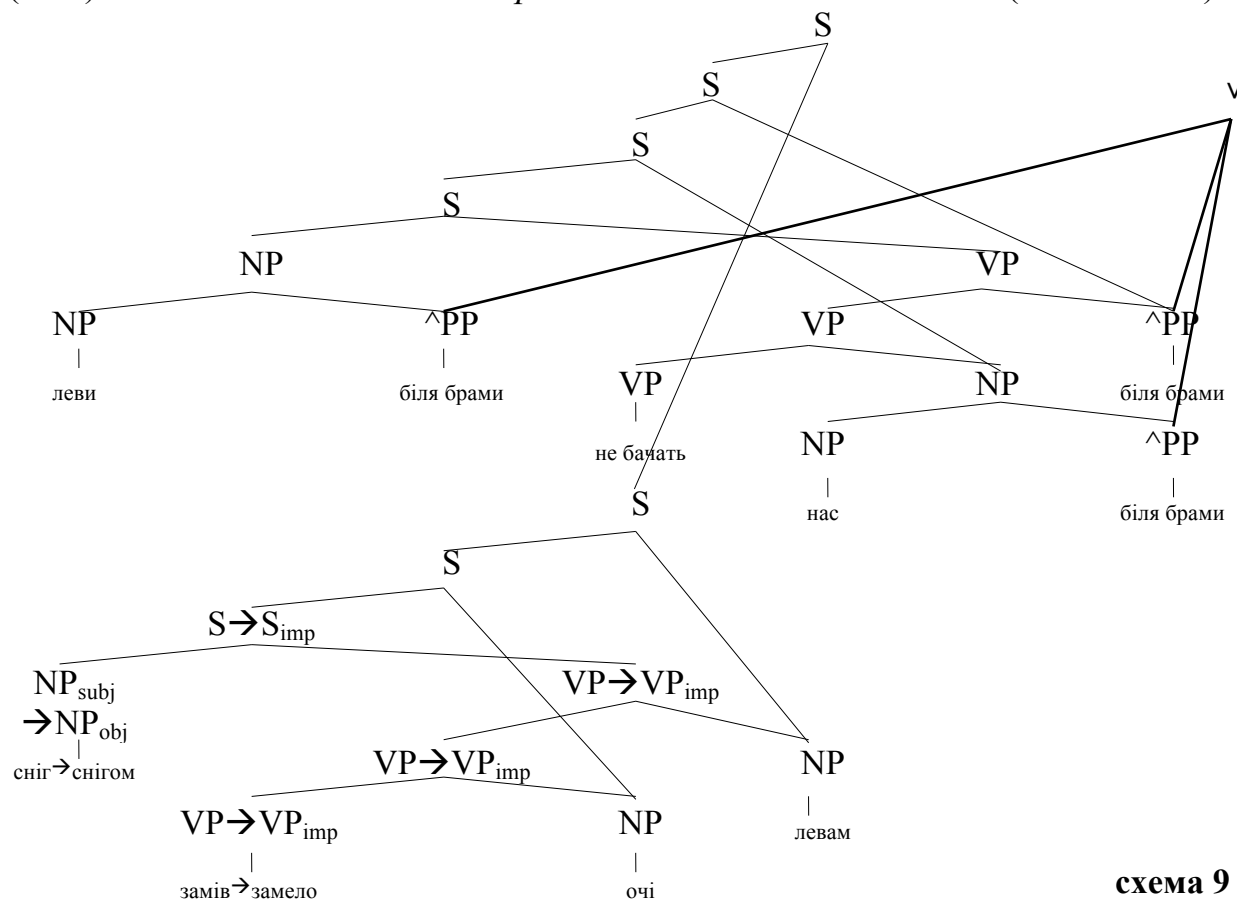 S
S
S
S
NP VP
NP ^PP VP ^PP
леви біля брами VP NP біля брами
не бачать NP ^PP
S нас біля брами
S
S→S_imp
NP_subj VP→VP_imp
→NP_obj
VP→VP_imp NP
сніг→снігом
VP→VP_imp NP левам
замів→замело очі
схема 9